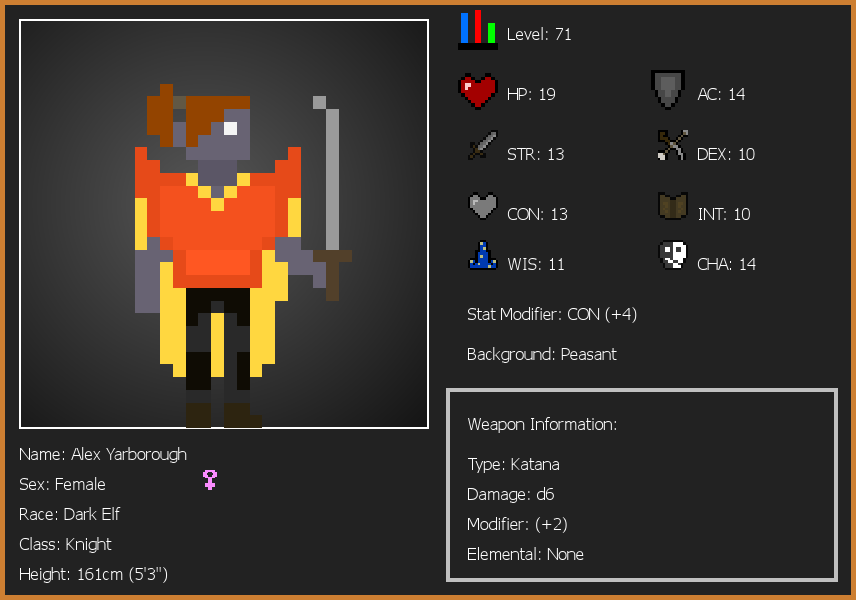 Level: 71
HP: 19
AC: 14
STR: 13
DEX: 10
CON: 13
INT: 10
WIS: 11
CHA: 14
Stat Modifier: CON (+4)
Background: Peasant
Weapon Information:
Type: Katana
Damage: d6
Modifier: (+2)
Elemental: None
Name: Alex Yarborough
Sex: Female
Race: Dark Elf
Class: Knight
Height: 161cm (5'3")